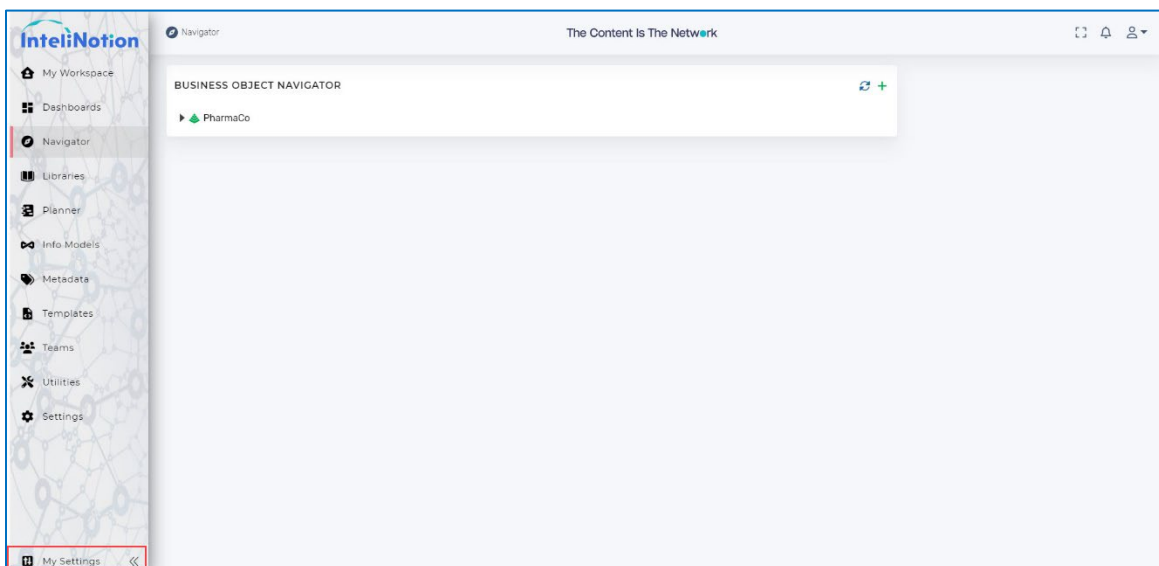 InteliNotion
Navigator
The Content Is The Network
My Workspace
Dashboards
Navigator
Libraries
Planner
Info Models
Metadata
Templates
Teams
Utilities
Settings
My Settings
BUSINESS OBJECT NAVIGATOR
PharmaCo